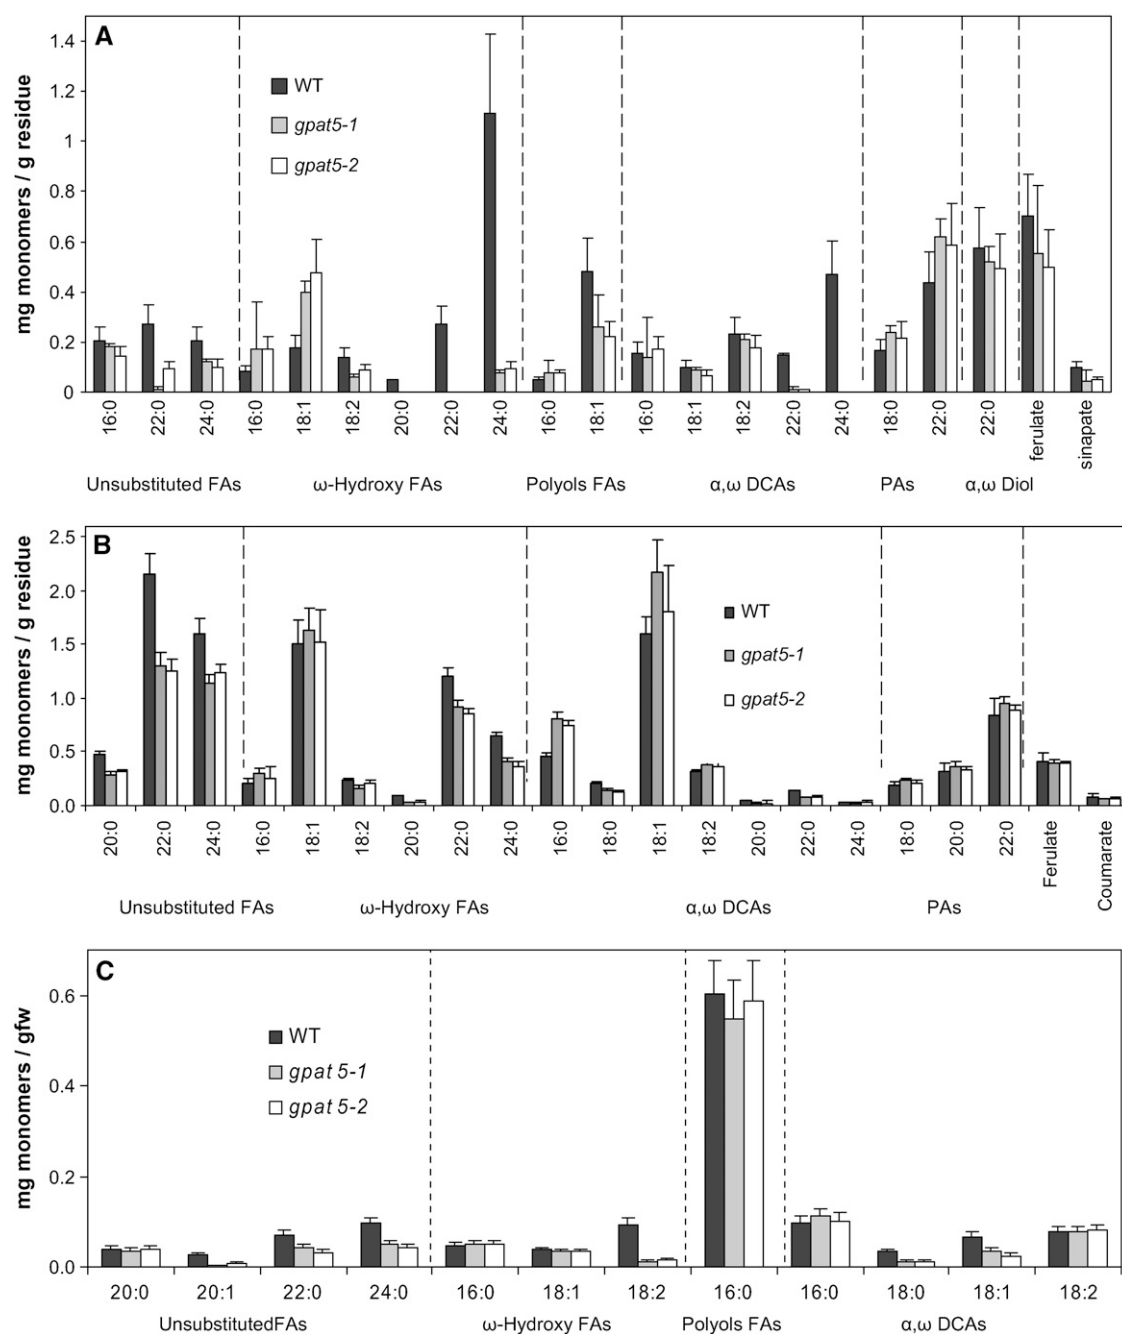 A
mg monomers / g residue
1.4
1.2
1
0.8
0.6
0.4
0.2
0
WT
gpat5-1
gpat5-2
16:0 22:0 24:0 16:0 18:1 18:2 20:0 22:0 24:0 16:0 18:1 16:0 18:1 18:2 22:0 24:0 18:0 22:0 22:0 ferulate sinapate
Unsubstituted FAs ω-Hydroxy FAs Polyols FAs α,ω DCAs PAs α,ω Diol
B
mg monomers / g residue
2.5
2.0
1.5
1.0
0.5
0.0
WT
gpat5-1
gpat5-2
20:0 22:0 24:0 16:0 18:1 18:2 20:0 22:0 24:0 16:0 18:0 18:1 18:2 20:0 22:0 24:0 18:0 20:0 22:0 Ferulate Coumarate
Unsubstituted FAs ω-Hydroxy FAs α,ω DCAs PAs
C
mg monomers / gfw
0.6
0.4
0.2
0.0
WT
gpat 5-1
gpat 5-2
20:0 20:1 22:0 24:0 16:0 18:1 18:2 16:0 16:0 18:0 18:1 18:2
UnsubstitutedFAs ω-Hydroxy FAs Polyols FAs α,ω DCAs